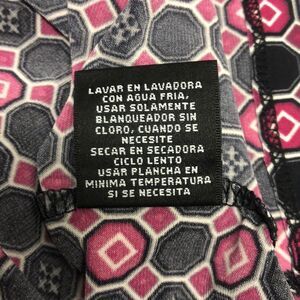 LAVAR EN LAVADORA
CON AGUA FRIA,
USAR SOLAMENTE
BLANQUEADOR SIN
CLORO, CUANDO SE
NECESITE
SECAR EN SECADORA
CICLO LENTO
USAR PLANCHA EN
MINIMA TEMPERATURA
SI SE NECESITA